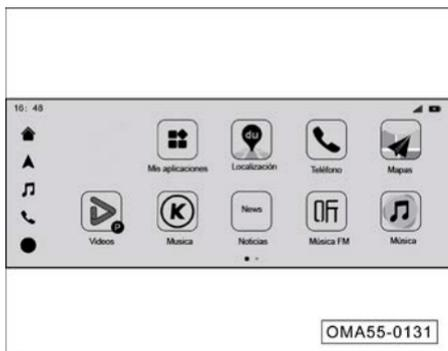 16: 48
du
Mis aplicaciones
Localización
Teléfono
Mapas
P
K
News
Videos
Musica
Noticias
Música FM
Música
OMA55-0131